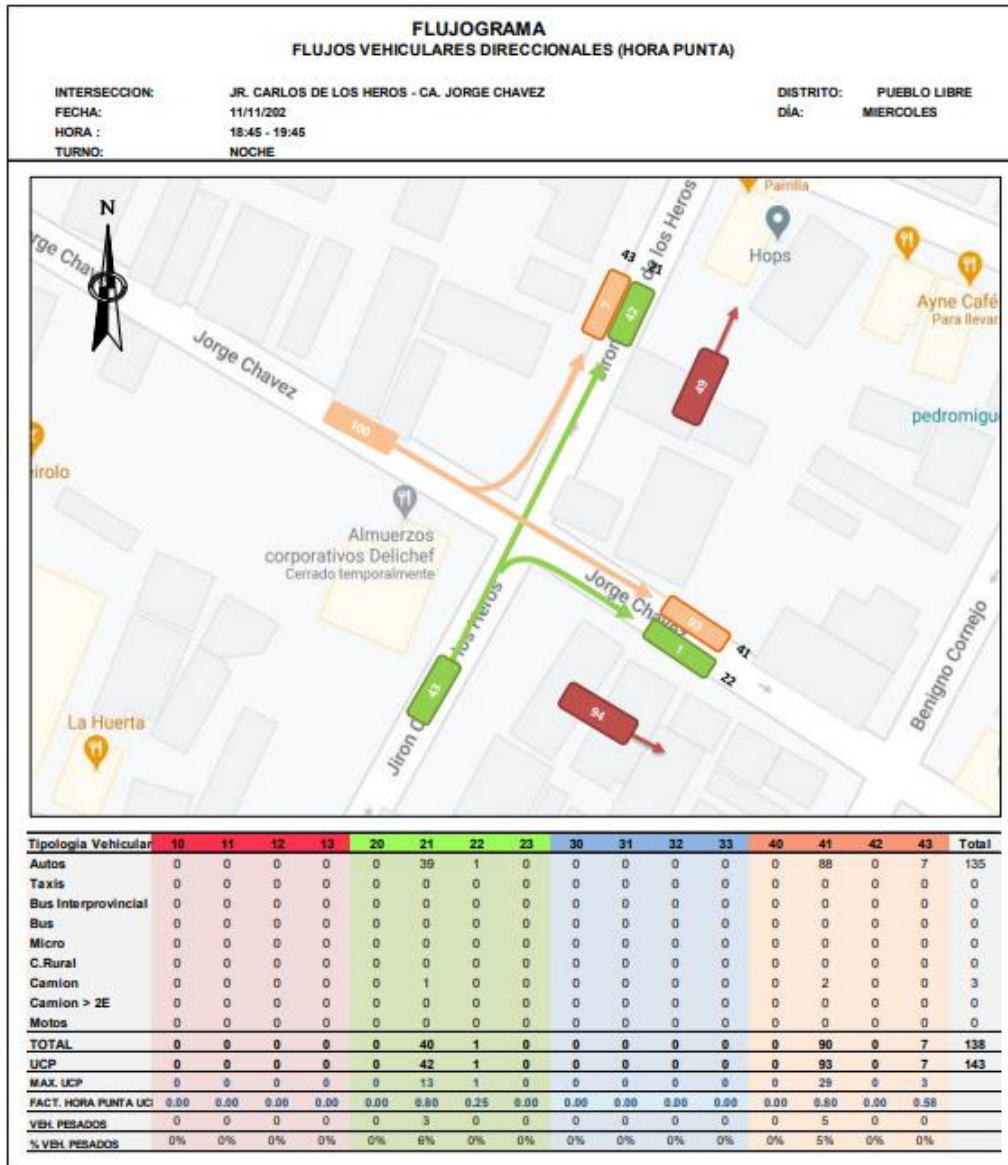 FLUJOGRAMA
FLUJOS VEHICULARES DIRECCIONALES (HORA PUNTA)
INTERSECCION: JR. CARLOS DE LOS HEROS - CA. JORGE CHAVEZ DISTRITO: PUEBLO LIBRE
FECHA: 11/11/202 DÍA: MIERCOLES
HORA : 18:45 - 19:45
TURNO: NOCHE
N
Parrilla
de los Heros
43 21
Hops
rge Chavez
7 42
Ayne Café
Para llevar
Jiron
Jorge Chavez
49
100
pedromigu
eirolo
Almuerzos
corporativos Delichef
Cerrado temporalmente
Jorge Chavez
los Heros
93
41
1
22
43
Benigno Cornejo
94
La Huerta
Jiron C
Tipologia Vehicular 10 11 12 13 20 21 22 23 30 31 32 33 40 41 42 43 Total
Autos 0 0 0 0 0 39 1 0 0 0 0 0 0 88 0 7 135
Taxis 0 0 0 0 0 0 0 0 0 0 0 0 0 0 0 0 0
Bus Interprovincial 0 0 0 0 0 0 0 0 0 0 0 0 0 0 0 0 0
Bus 0 0 0 0 0 0 0 0 0 0 0 0 0 0 0 0 0
Micro 0 0 0 0 0 0 0 0 0 0 0 0 0 0 0 0 0
C.Rural 0 0 0 0 0 0 0 0 0 0 0 0 0 0 0 0 0
Camion 0 0 0 0 0 1 0 0 0 0 0 0 0 2 0 0 3
Camion > 2E 0 0 0 0 0 0 0 0 0 0 0 0 0 0 0 0 0
Motos 0 0 0 0 0 0 0 0 0 0 0 0 0 0 0 0 0
TOTAL 0 0 0 0 0 40 1 0 0 0 0 0 0 90 0 7 138
UCP 0 0 0 0 0 42 1 0 0 0 0 0 0 93 0 7 143
MAX. UCP 0 0 0 0 0 13 1 0 0 0 0 0 0 29 0 3
FACT. HORA PUNTA UCI 0.00 0.00 0.00 0.00 0.00 0.80 0.25 0.00 0.00 0.00 0.00 0.00 0.00 0.80 0.00 0.58
VEH. PESADOS 0 0 0 0 0 3 0 0 0 0 0 0 0 5 0 0
% VEH. PESADOS 0% 0% 0% 0% 0% 6% 0% 0% 0% 0% 0% 0% 0% 5% 0% 0%